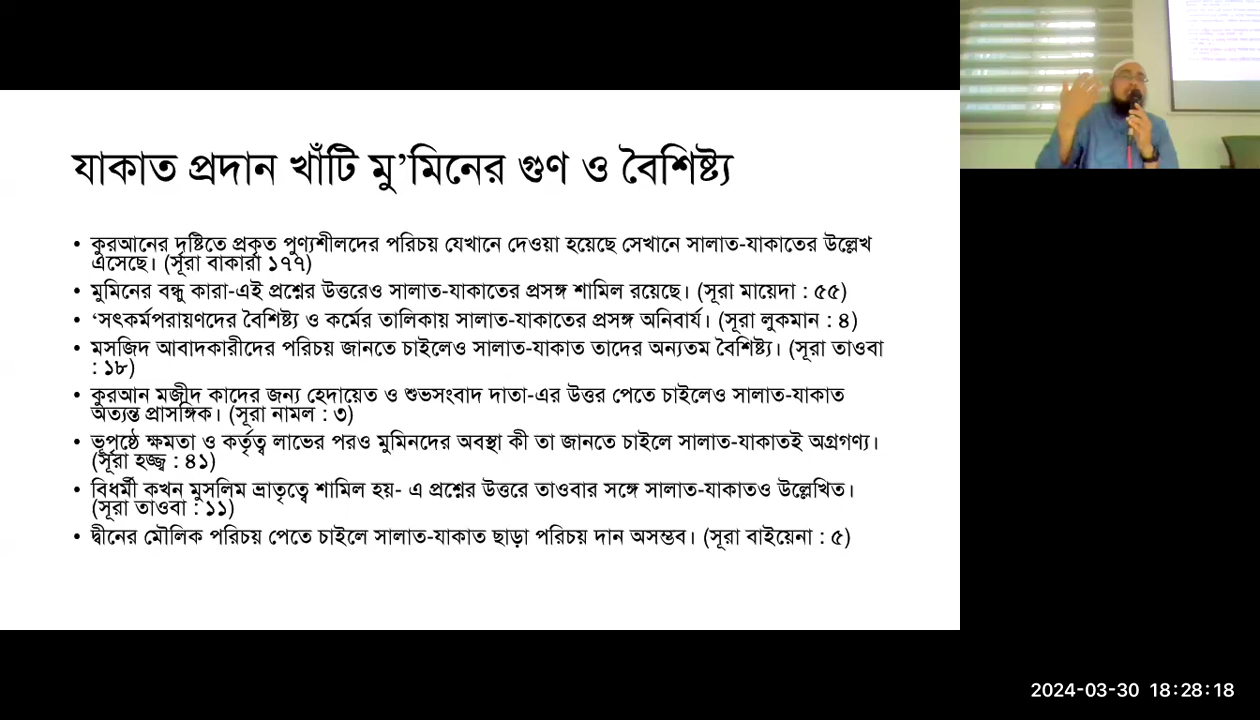 যাকাত প্রদান খাঁটি মু’মিনের গুণ ও বৈশিষ্ট্য
• কুরআনের দৃষ্টিতে প্রকৃত পুণ্যশীলদের পরিচয় যেখানে দেওয়া হয়েছে সেখানে সালাত-যাকাতের উল্লেখ
এসেছে। (সূরা বাকারা ১৭৭)
• মুমিনের বন্ধু কারা-এই প্রশ্নের উত্তরেও সালাত-যাকাতের প্রসঙ্গ শামিল রয়েছে। (সূরা মায়েদা : ৫৫)
• ‘সৎকর্মপরায়ণদের বৈশিষ্ট্য ও কর্মের তালিকায় সালাত-যাকাতের প্রসঙ্গ অনিবার্য। (সূরা লুকমান : ৪)
• মসজিদ আবাদকারীদের পরিচয় জানতে চাইলেও সালাত-যাকাত তাদের অন্যতম বৈশিষ্ট্য। (সূরা তাওবা
: ১৮)
• কুরআন মজীদ কাদের জন্য হেদায়েত ও শুভসংবাদ দাতা-এর উত্তর পেতে চাইলেও সালাত-যাকাত
অত্যন্ত প্রাসঙ্গিক। (সূরা নামল : ৩)
• ভূপৃষ্ঠে ক্ষমতা ও কর্তৃত্ব লাভের পরও মুমিনদের অবস্থা কী তা জানতে চাইলে সালাত-যাকাতই অগ্রগণ্য।
(সূরা হজ্জ্ব : ৪১)
• বিধর্মী কখন মুসলিম ভ্রাতৃত্বে শামিল হয়- এ প্রশ্নের উত্তরে তাওবার সঙ্গে সালাত-যাকাতও উল্লেখিত।
(সূরা তাওবা : ১১)
• দ্বীনের মৌলিক পরিচয় পেতে চাইলে সালাত-যাকাত ছাড়া পরিচয় দান অসম্ভব। (সূরা বাইয়েনা : ৫)
2024-03-30 18:28:18